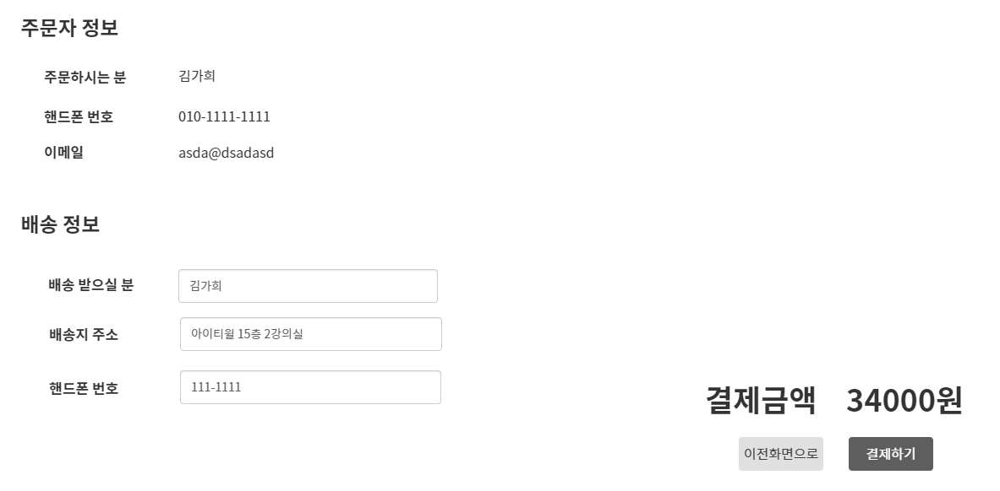 주문자 정보
주문하시는 분 김가희
핸드폰 번호 010-1111-1111
이메일 asda@dsadasd
배송 정보
배송 받으실 분 김가희
배송지 주소 아이티윌 15층 2강의실
핸드폰 번호 111-1111
결제금액 34000원
이전화면으로 결제하기